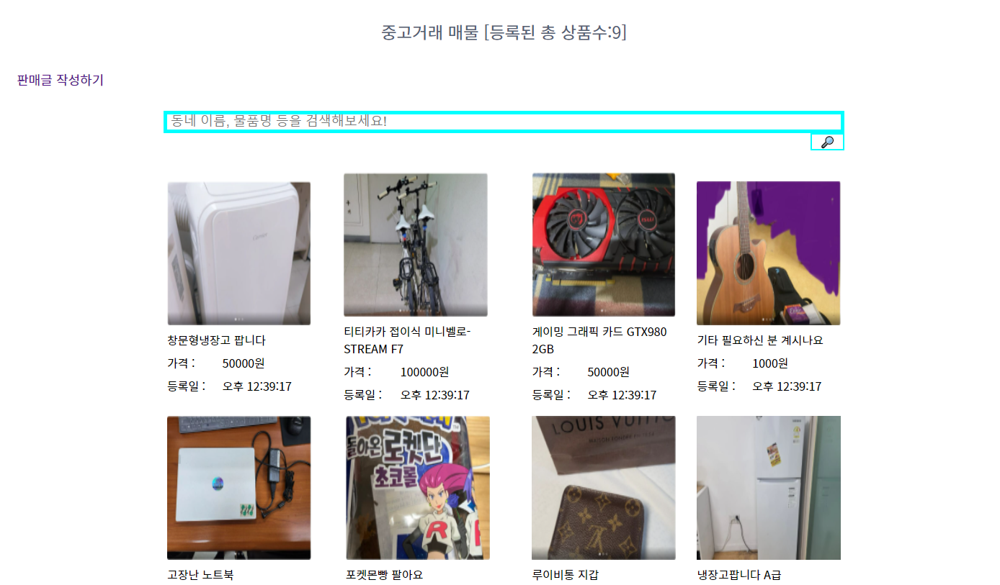 중고거래 매물 [등록된 총 상품수:9]
판매글 작성하기
동네 이름, 물품명 등을 검색해보세요!
창문형냉장고 팝니다
가격 : 50000원
등록일 : 오후 12:39:17
티티카카 접이식 미니벨로-
STREAM F7
가격 : 100000원
등록일 : 오후 12:39:17
게이밍 그래픽 카드 GTX980
2GB
가격 : 50000원
등록일 : 오후 12:39:17
기타 필요하신 분 계시나요
가격 : 1000원
등록일 : 오후 12:39:17
고장난 노트북
돌아온 로켓단
초코롤
R
포켓몬빵 팔아요
LOUIS VUITTO
루이비통 지갑
냉장고팝니다 A급